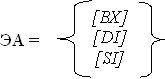 [BX]
ЭА = [DI]
[SI]